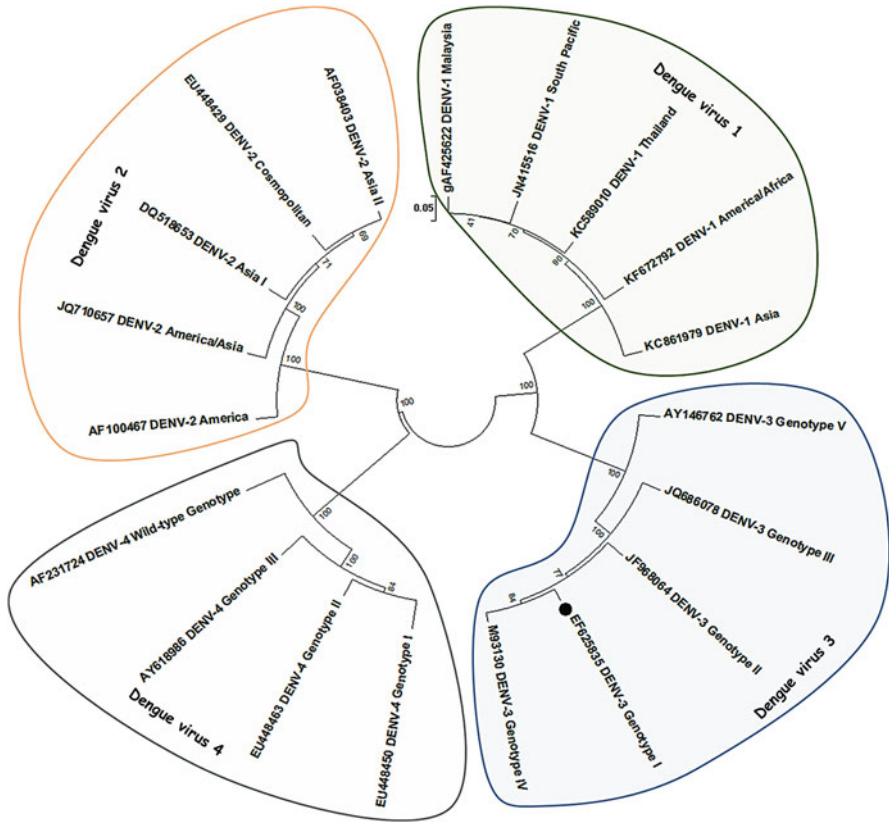 Dengue virus 2
AF038403 DENV-2 Asia II
EU448429 DENV-2 Cosmopolitan
DQ518653 DENV-2 Asia I
JQ710657 DENV-2 America/Asia
AF100467 DENV-2 America
69
71
100
100
Dengue virus 1
gAF425622 DENV-1 Malaysia
JN415516 DENV-1 South Pacific
KC589010 DENV-1 Thailand
KF672792 DENV-1 America/Africa
KC861979 DENV-1 Asia
0.05
41
70
80
100
100
100
Dengue virus 3
AY146762 DENV-3 Genotype V
JQ686078 DENV-3 Genotype III
JF968064 DENV-3 Genotype II
EF625835 DENV-3 Genotype I
M93130 DENV-3 Genotype IV
100
100
77
84
Dengue virus 4
AF231724 DENV-4 Wild-type Genotype
AY618986 DENV-4 Genotype III
EU448463 DENV-4 Genotype II
EU448450 DENV-4 Genotype I
100
100
84